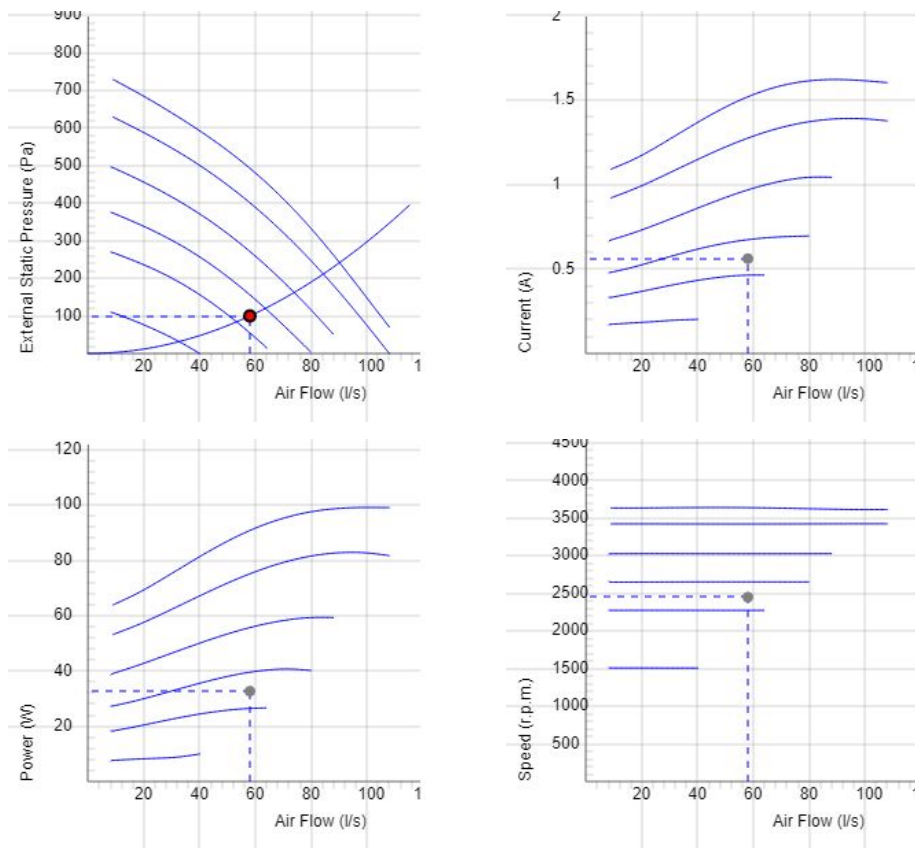 900
800
700
600
500
400
300
200
100
External Static Pressure (Pa)
20 40 60 80 100 1
Air Flow (l/s)
2
1.5
1
0.5
Current (A)
20 40 60 80 100
Air Flow (l/s)
120
100
80
60
40
20
Power (W)
20 40 60 80 100 1
Air Flow (l/s)
4500
4000
3500
3000
2500
2000
1500
1000
500
Speed (r.p.m.)
20 40 60 80 100
Air Flow (l/s)